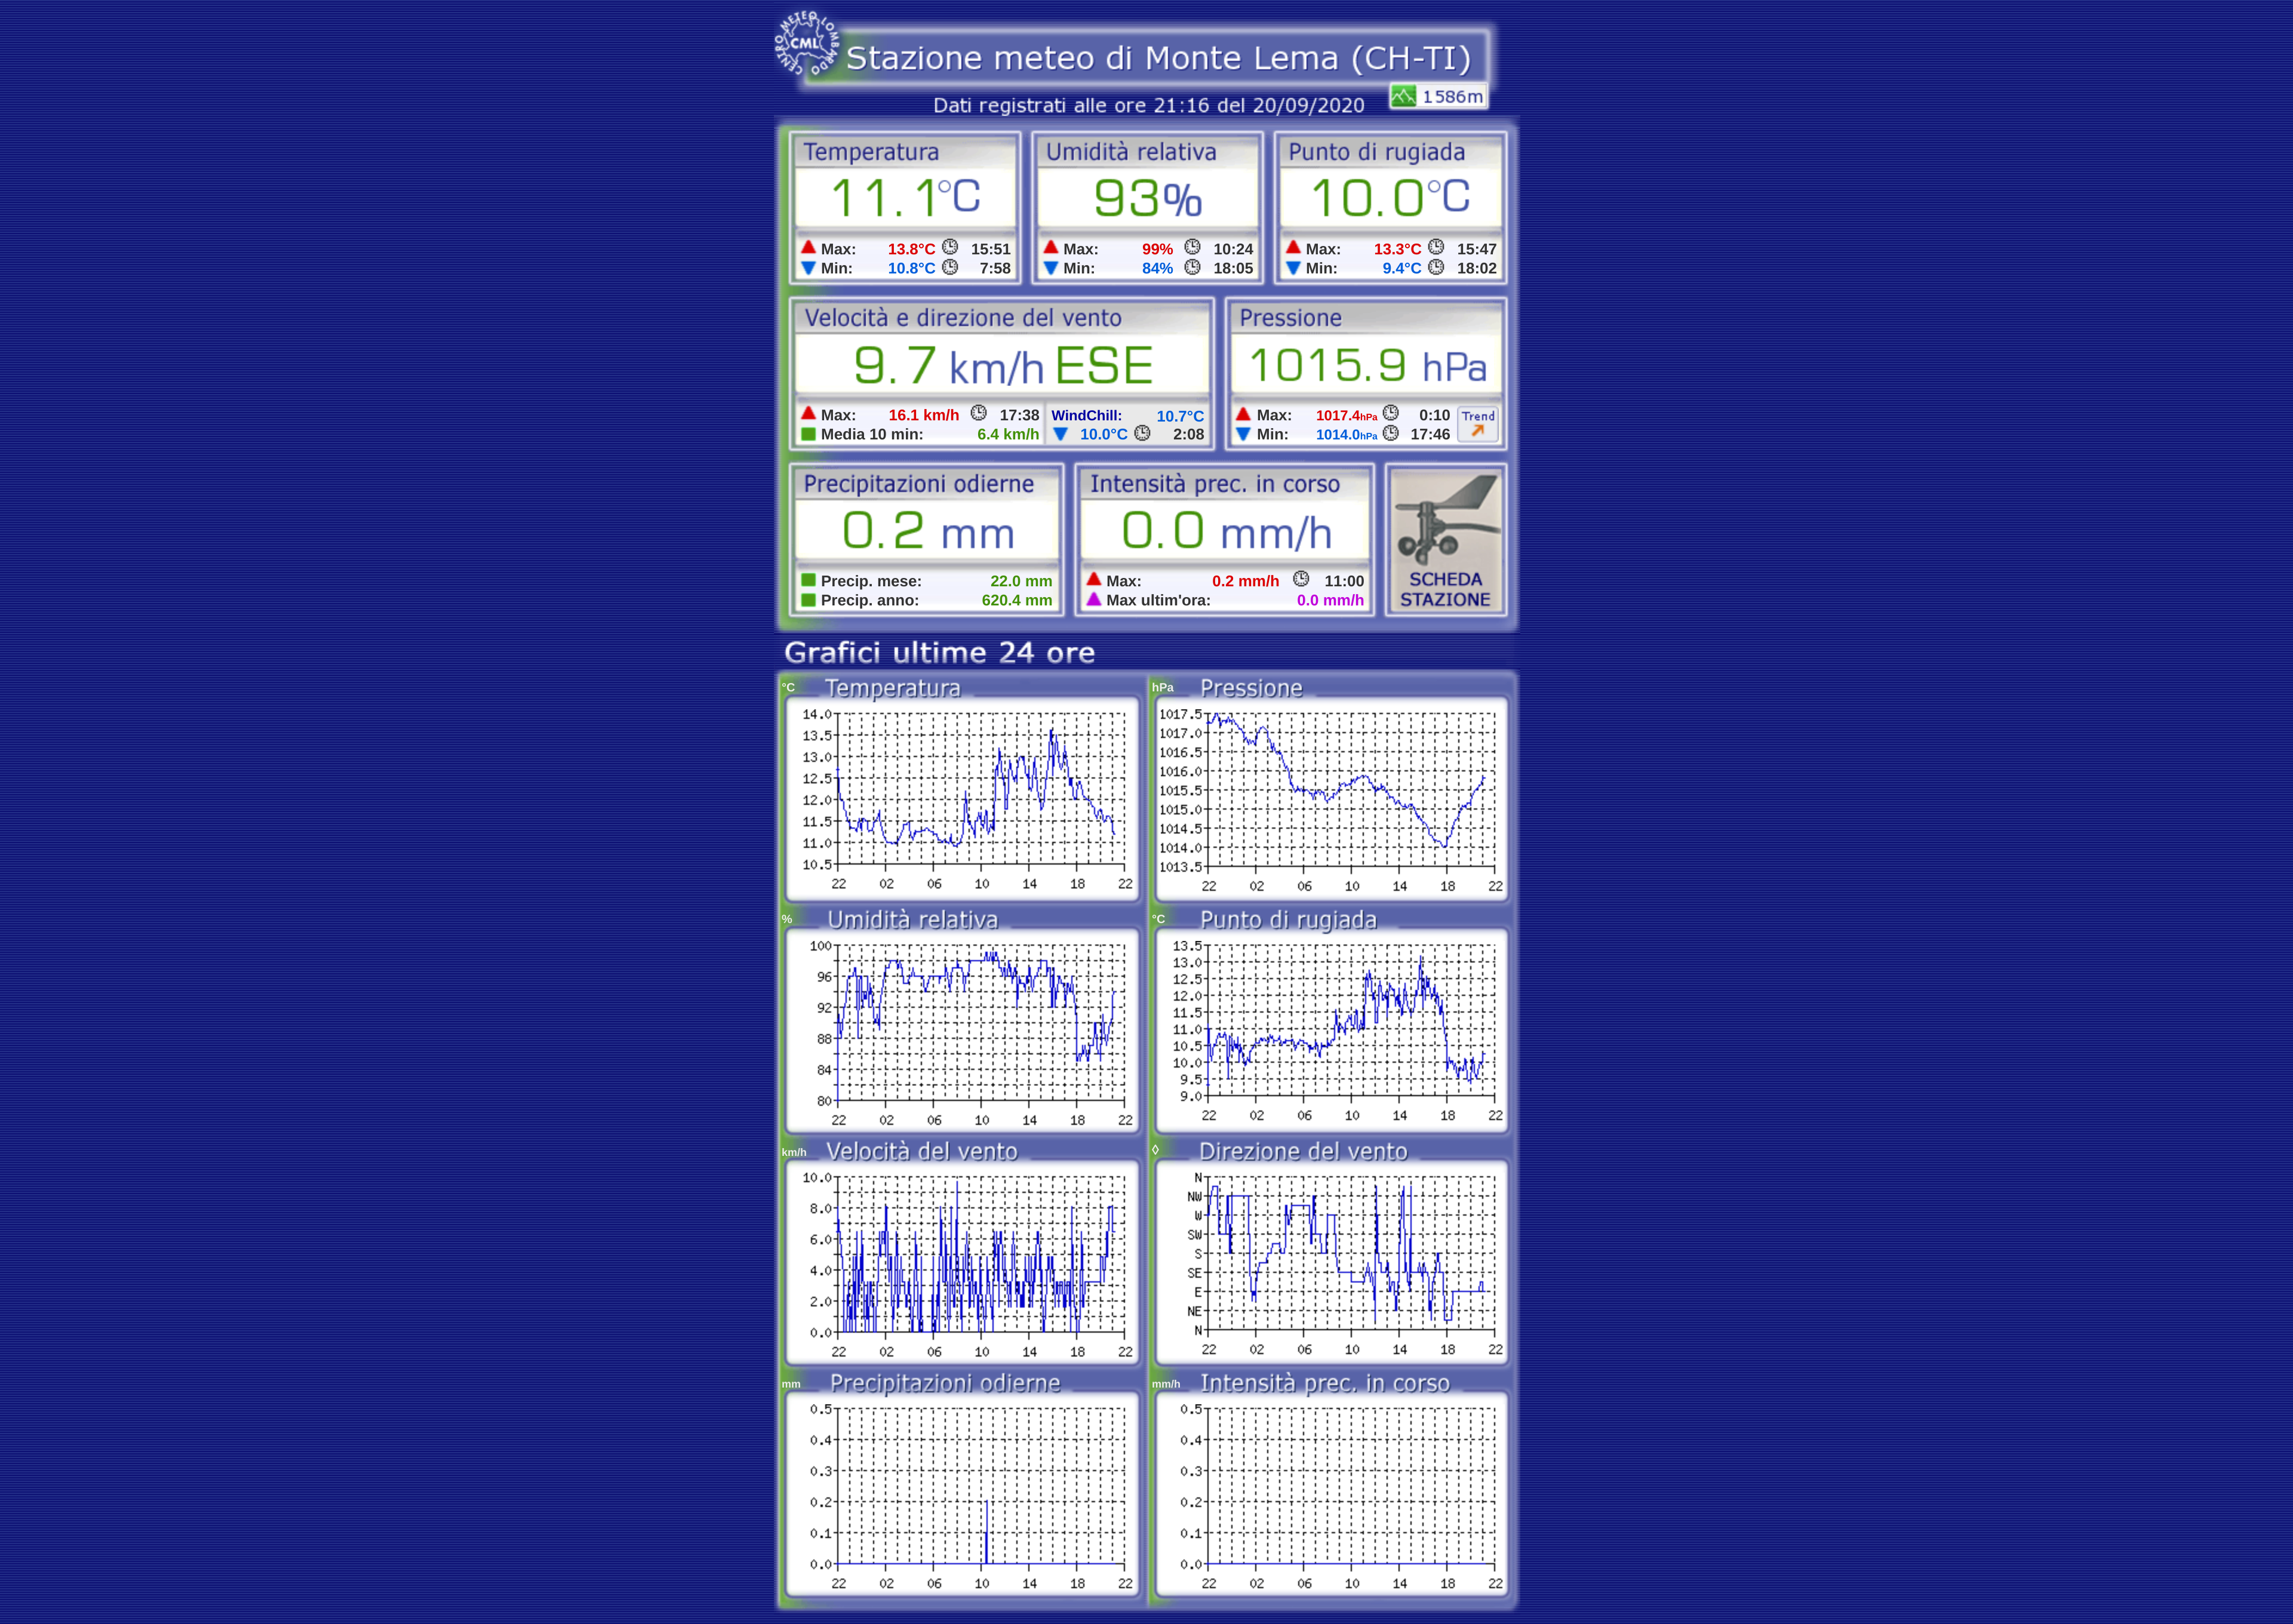 CENTRO METEO LOMBARDO
CML
Stazione meteo di Monte Lema (CH-TI)
Dati registrati alle ore 21:16 del 20/09/2020
1586m
Temperatura
11.1°C
Max: 13.8°C 15:51
Min: 10.8°C 7:58
Umidità relativa
93%
Max: 99% 10:24
Min: 84% 18:05
Punto di rugiada
10.0°C
Max: 13.3°C 15:47
Min: 9.4°C 18:02
Velocità e direzione del vento
9.7 km/h ESE
Max: 16.1 km/h 17:38
Media 10 min: 6.4 km/h
WindChill: 10.7°C
10.0°C 2:08
Pressione
1015.9 hPa
Max: 1017.4hPa 0:10
Min: 1014.0hPa 17:46
Trend
Precipitazioni odierne
0.2 mm
Precip. mese: 22.0 mm
Precip. anno: 620.4 mm
Intensità prec. in corso
0.0 mm/h
Max: 0.2 mm/h 11:00
Max ultim'ora: 0.0 mm/h
SCHEDA
STAZIONE
Grafici ultime 24 ore
°C Temperatura
14.0
13.5
13.0
12.5
12.0
11.5
11.0
10.5
22 02 06 10 14 18 22
hPa Pressione
1017.5
1017.0
1016.5
1016.0
1015.5
1015.0
1014.5
1014.0
1013.5
22 02 06 10 14 18 22
% Umidità relativa
100
96
92
88
84
80
22 02 06 10 14 18 22
°C Punto di rugiada
13.5
13.0
12.5
12.0
11.5
11.0
10.5
10.0
9.5
9.0
22 02 06 10 14 18 22
km/h Velocità del vento
10.0
8.0
6.0
4.0
2.0
0.0
22 02 06 10 14 18 22
◊ Direzione del vento
N
NW
W
SW
S
SE
E
NE
N
22 02 06 10 14 18 22
mm Precipitazioni odierne
0.5
0.4
0.3
0.2
0.1
0.0
22 02 06 10 14 18 22
mm/h Intensità prec. in corso
0.5
0.4
0.3
0.2
0.1
0.0
22 02 06 10 14 18 22